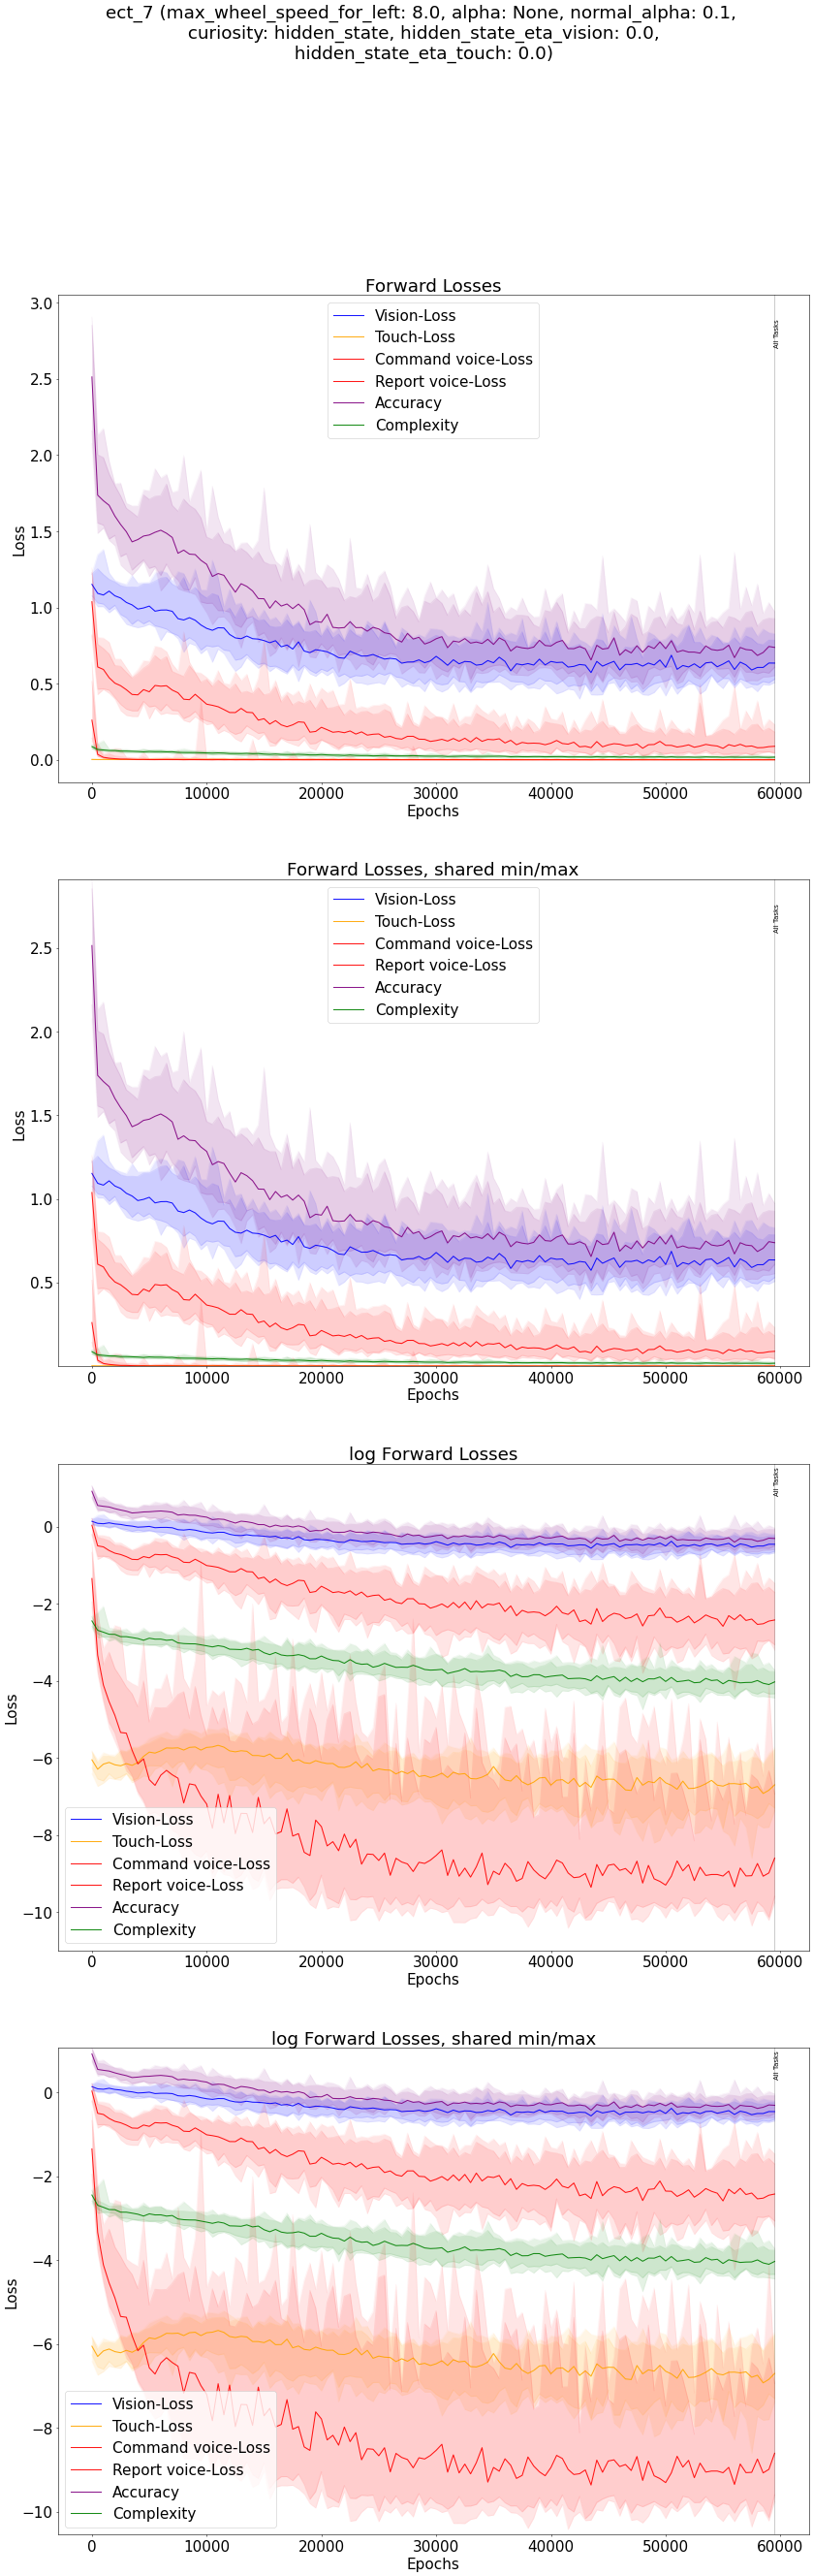 ect_7 (max_wheel_speed_for_left: 8.0, alpha: None, normal_alpha: 0.1,
curiosity: hidden_state, hidden_state_eta_vision: 0.0,
hidden_state_eta_touch: 0.0)
Forward Losses
3.0
2.5
2.0
1.5
1.0
0.5
0.0
Loss
Vision-Loss
Touch-Loss
Command voice-Loss
Report voice-Loss
Accuracy
Complexity
All Tasks
0 10000 20000 30000 40000 50000 60000
Epochs
Forward Losses, shared min/max
2.5
2.0
1.5
1.0
0.5
Loss
Vision-Loss
Touch-Loss
Command voice-Loss
Report voice-Loss
Accuracy
Complexity
All Tasks
0 10000 20000 30000 40000 50000 60000
Epochs
log Forward Losses
0
−2
−4
−6
−8
−10
Loss
All Tasks
Vision-Loss
Touch-Loss
Command voice-Loss
Report voice-Loss
Accuracy
Complexity
0 10000 20000 30000 40000 50000 60000
Epochs
log Forward Losses, shared min/max
0
−2
−4
−6
−8
−10
Loss
All Tasks
Vision-Loss
Touch-Loss
Command voice-Loss
Report voice-Loss
Accuracy
Complexity
0 10000 20000 30000 40000 50000 60000
Epochs